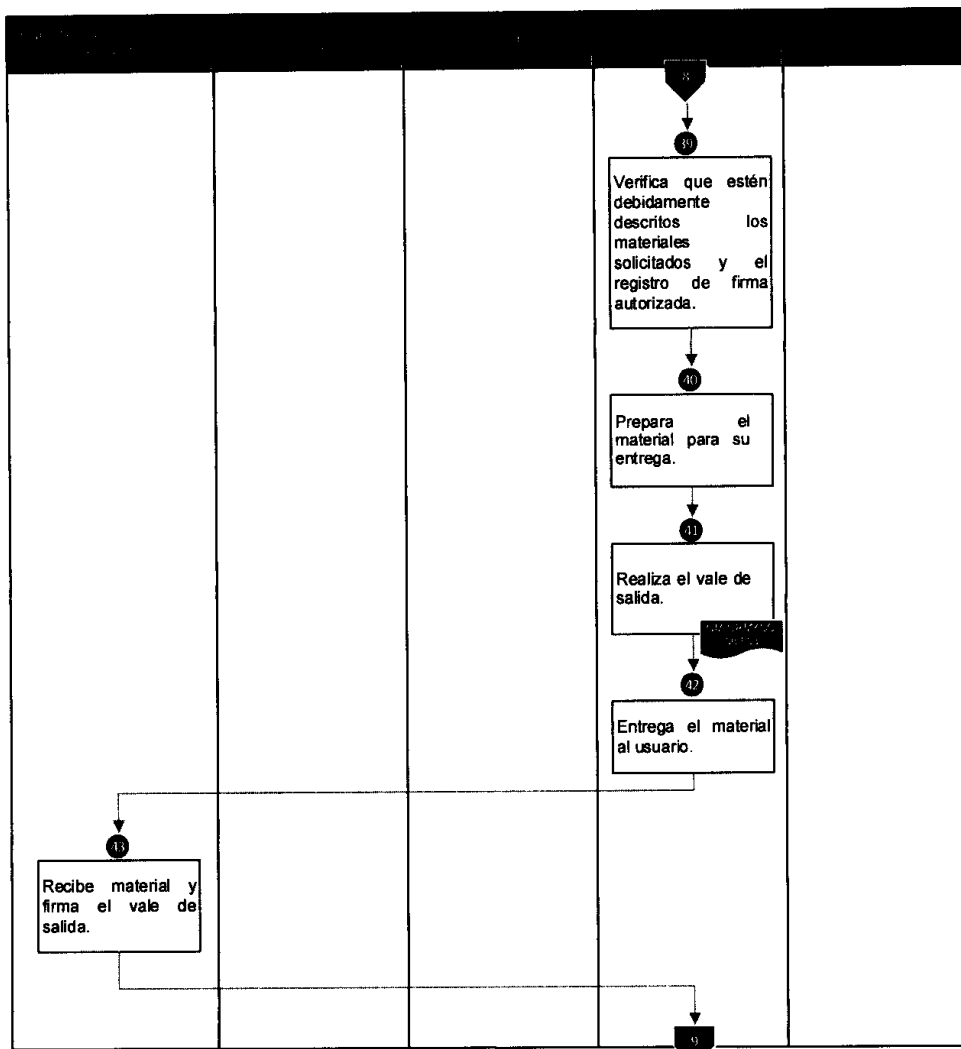 8
39
Verifica que estén
debidamente
descritos los
materiales
solicitados y el
registro de firma
autorizada.
40
Prepara el
material para su
entrega.
41
Realiza el vale de
salida.
42
Entrega el material
al usuario.
43
Recibe material y
firma el vale de
salida.
9